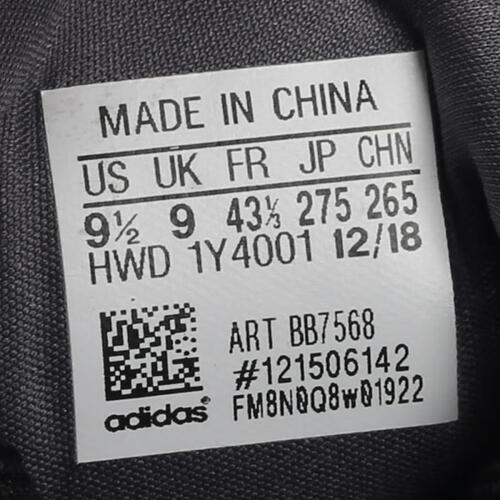 MADE IN CHINA
US UK FR JP CHN
9½ 9 43⅓ 275 265
HWD 1Y4001 12/18
ART BB7568
#121506142
adidas FM8N0Q8w01922